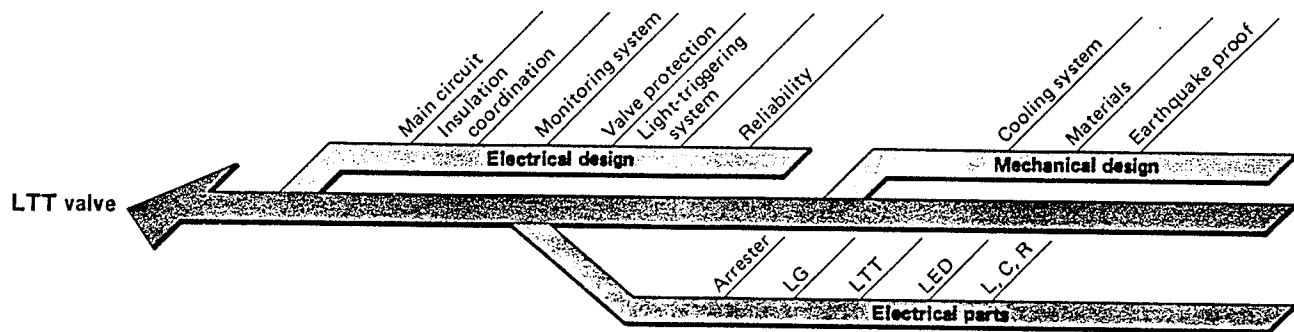 Main circuit
Insulation
coordination
Monitoring system
Valve protection
Light-triggering
system
Reliability
Cooling system
Materials
Earthquake proof
Electrical design
Mechanical design
LTT valve
Arrester
LG
LTT
LED
L, C, R
Electrical parts